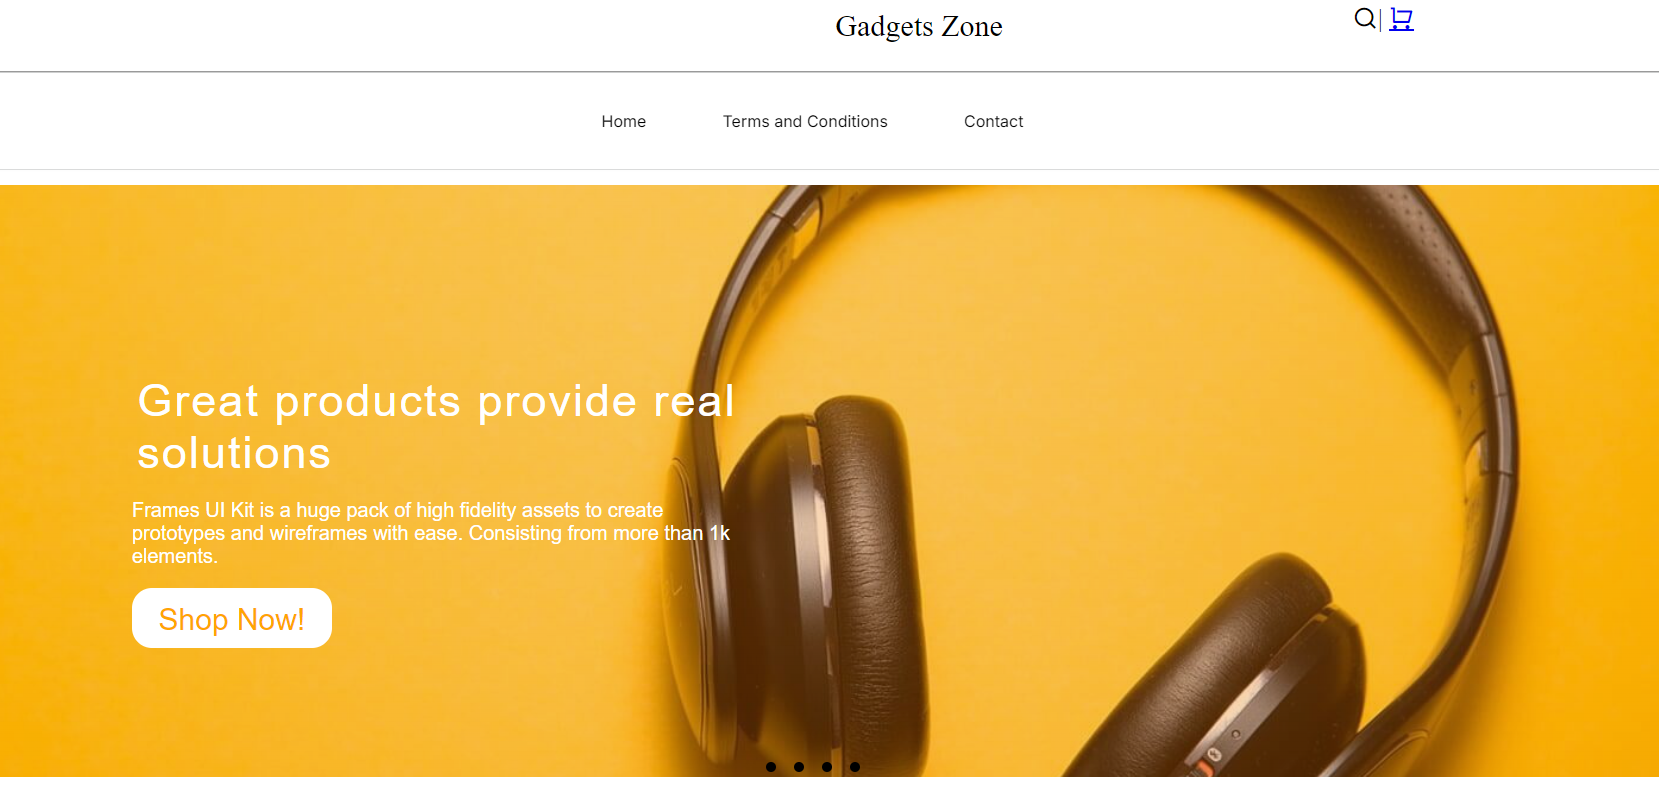 Gadgets Zone
Home
Terms and Conditions
Contact
Great products provide real
solutions
Frames UI Kit is a huge pack of high fidelity assets to create
prototypes and wireframes with ease. Consisting from more than 1k
elements.
Shop Now!